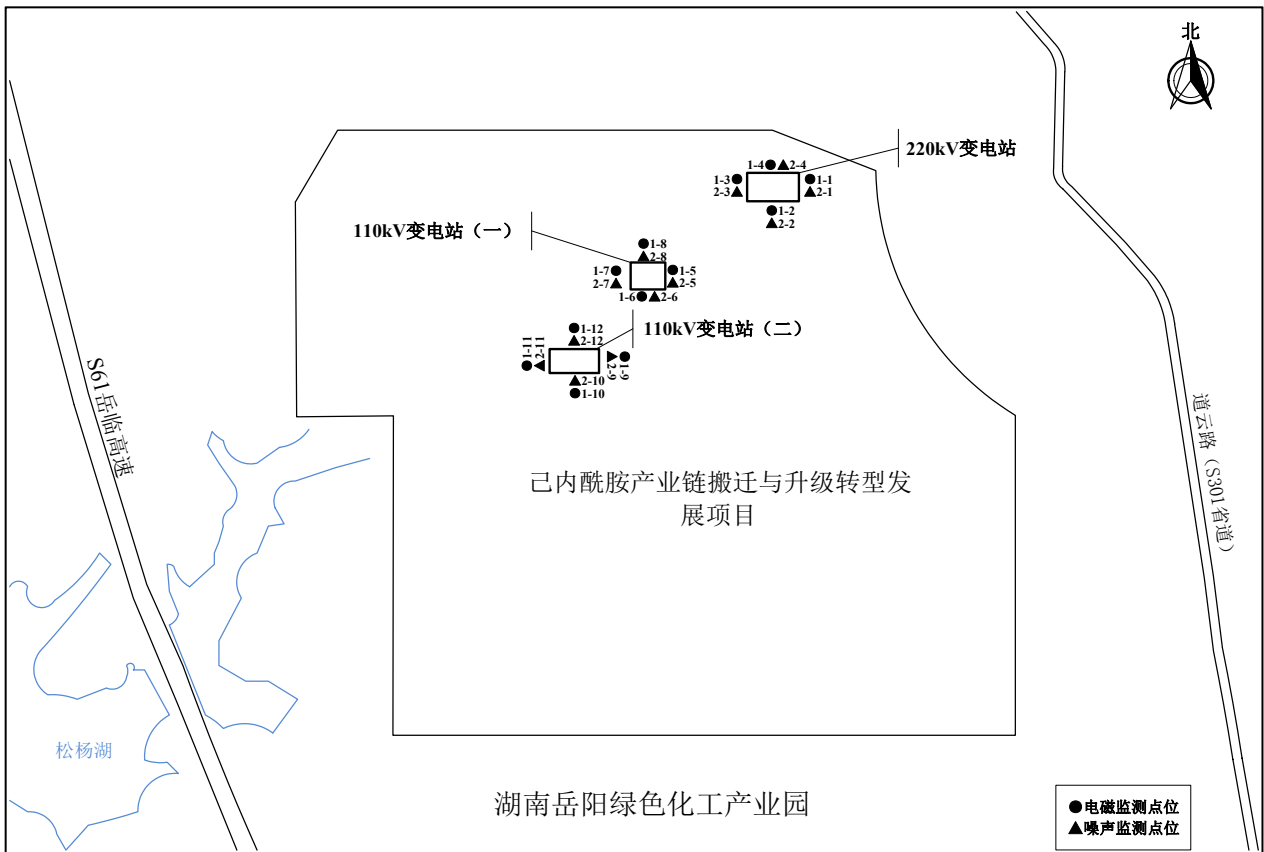 北
220kV变电站
1-4 2-4
1-3
2-3
1-1
2-1
1-2
2-2
110kV变电站（一）
1-8
2-8
1-7
2-7
1-5
2-5
1-6 2-6
110kV变电站（二）
1-12
2-12
1-11
2-11
2-9
1-9
2-10
1-10
S61岳临高速
道云路（S301省道）
己内酰胺产业链搬迁与升级转型发
展项目
松杨湖
湖南岳阳绿色化工产业园
电磁监测点位
噪声监测点位